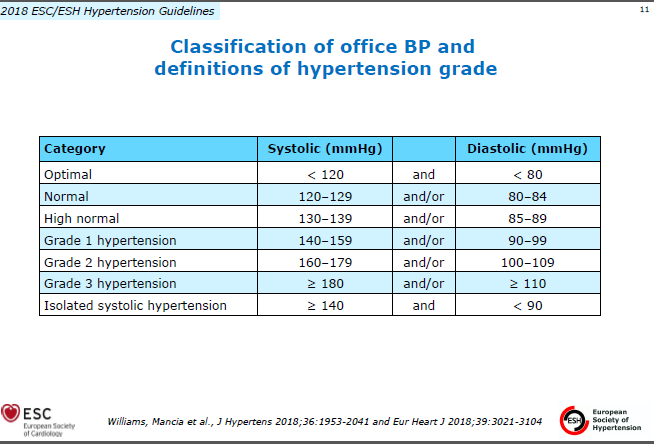 2018 ESC/ESH Hypertension Guidelines
11
Classification of office BP and
definitions of hypertension grade
Category Systolic (mmHg) Diastolic (mmHg)
Optimal < 120 and < 80
Normal 120–129 and/or 80–84
High normal 130–139 and/or 85–89
Grade 1 hypertension 140–159 and/or 90–99
Grade 2 hypertension 160–179 and/or 100–109
Grade 3 hypertension ≥ 180 and/or ≥ 110
Isolated systolic hypertension ≥ 140 and < 90
ESC
European Society
of Cardiology
Williams, Mancia et al., J Hypertens 2018;36:1953-2041 and Eur Heart J 2018;39:3021-3104
ESH
European
Society of
Hypertension